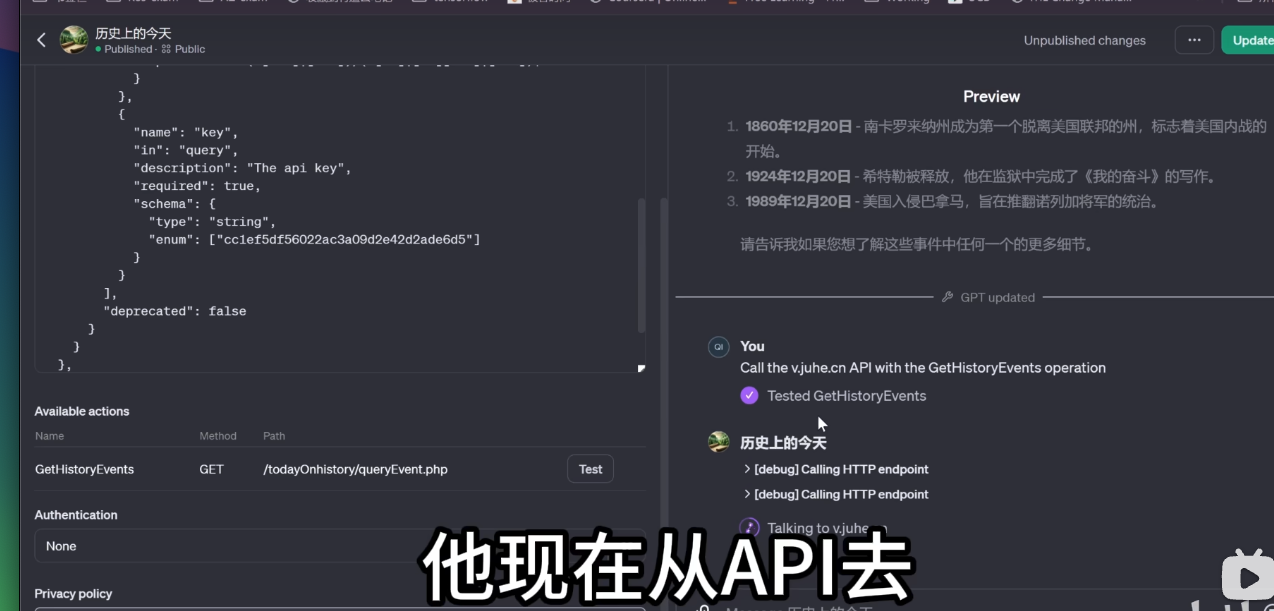 历史上的今天
Published · Public
Unpublished changes
Update
}
},
{
"name": "key",
"in": "query",
"description": "The api key",
"required": true,
"schema": {
"type": "string",
"enum": ["cc1ef5df56022ac3a09d2e42d2ade6d5"]
}
}
],
"deprecated": false
}
}
},
Available actions
Name Method Path
GetHistoryEvents GET /todayOnhistory/queryEvent.php Test
Authentication
None
Privacy policy
Preview
1. 1860年12月20日 - 南卡罗来纳州成为第一个脱离美国联邦的州，标志着美国内战的
开始。
2. 1924年12月20日 - 希特勒被释放，他在监狱中完成了《我的奋斗》的写作。
3. 1989年12月20日 - 美国入侵巴拿马，旨在推翻诺列加将军的统治。
请告诉我如果您想了解这些事件中任何一个的更多细节。
GPT updated
QI
You
Call the v.juhe.cn API with the GetHistoryEvents operation
Tested GetHistoryEvents
历史上的今天
[debug] Calling HTTP endpoint
[debug] Calling HTTP endpoint
Talking to v.juhe.cn
他现在从API去